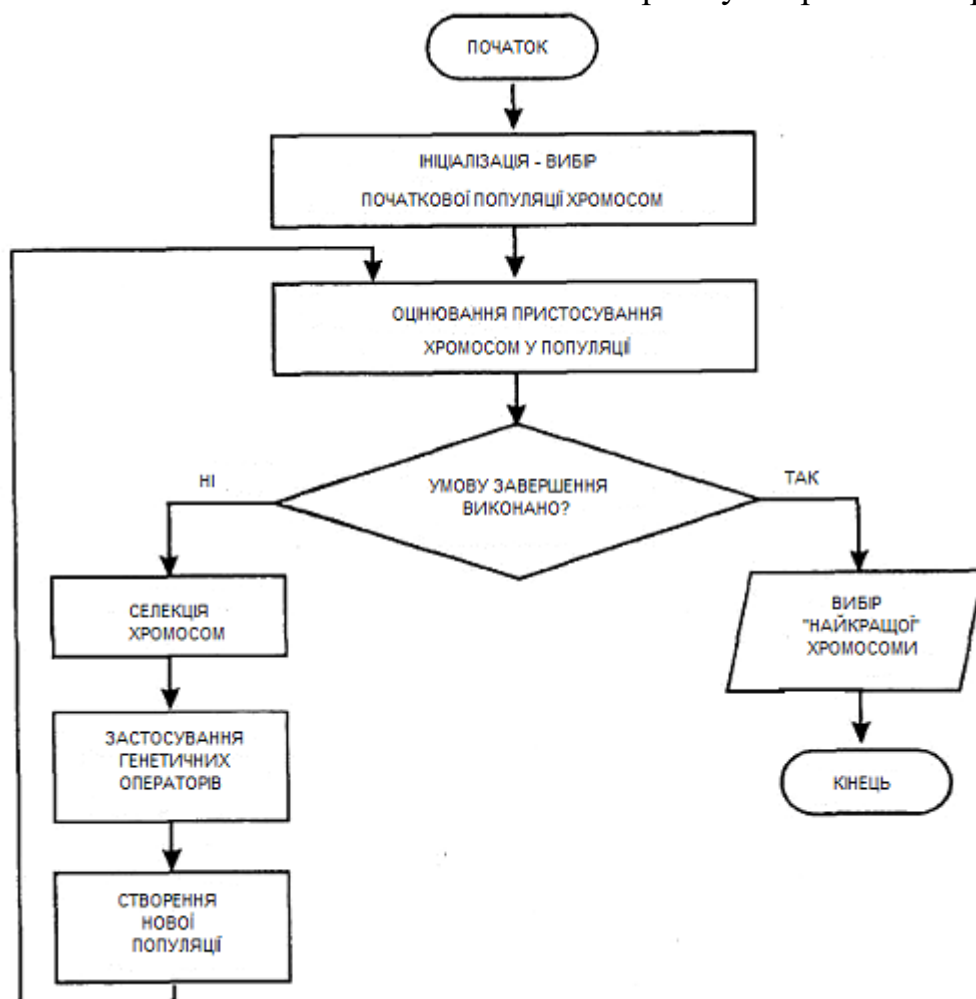 ПОЧАТОК
ІНІЦІАЛІЗАЦІЯ - ВИБІР
ПОЧАТКОВОЇ ПОПУЛЯЦІЇ ХРОМОСОМ
ОЦІНЮВАННЯ ПРИСТОСУВАННЯ
ХРОМОСОМ У ПОПУЛЯЦІЇ
УМОВУ ЗАВЕРШЕННЯ
ВИКОНАНО?
НІ
ТАК
СЕЛЕКЦІЯ
ХРОМОСОМ
ЗАСТОСУВАННЯ
ГЕНЕТИЧНИХ
ОПЕРАТОРІВ
СТВОРЕННЯ
НОВОЇ
ПОПУЛЯЦІЇ
ВИБІР
"НАЙКРАЩОЇ"
ХРОМОСОМИ
КІНЕЦЬ